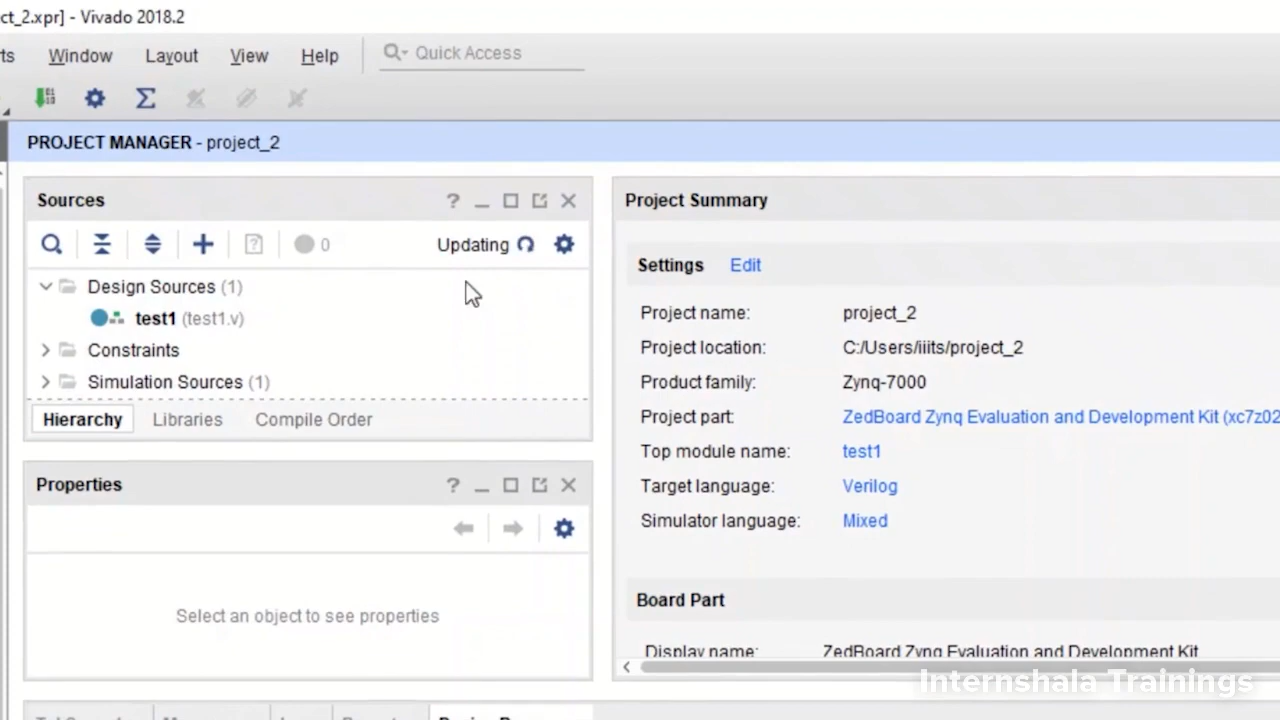 ct_2.xpr] - Vivado 2018.2
ts Window Layout View Help Quick Access
PROJECT MANAGER - project_2
Sources ? Project Summary
0 Updating
Settings Edit
Design Sources (1)
test1 (test1.v)
Project name: project_2
Constraints
Project location: C:/Users/iiits/project_2
Simulation Sources (1)
Product family: Zynq-7000
Hierarchy Libraries Compile Order
Project part: ZedBoard Zynq Evaluation and Development Kit (xc7z02
Top module name: test1
Properties ?
Target language: Verilog
Simulator language: Mixed
Select an object to see properties
Board Part
Display name: ZedBoard Zynq Evaluation and Development Kit
Internshala Trainings